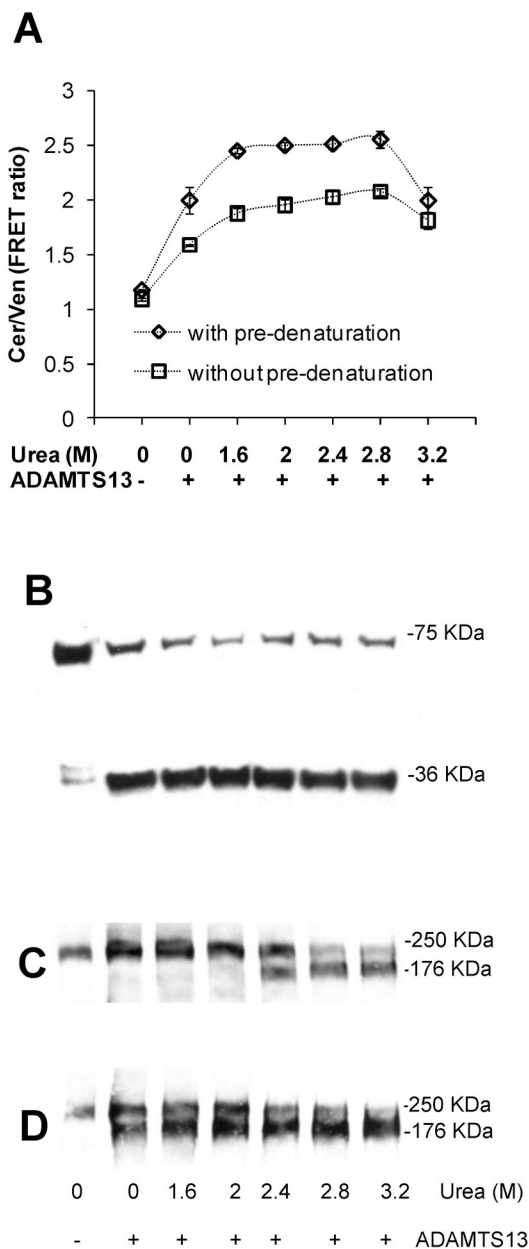 A
3
2.5
2
1.5
1
0.5
0
Cer/Ven (FRET ratio)
with pre-denaturation
without pre-denaturation
Urea (M) 0 0 1.6 2 2.4 2.8 3.2
ADAMTS13 - + + + + + +
B
-75 KDa
-36 KDa
C
-250 KDa
-176 KDa
D
-250 KDa
-176 KDa
0 0 1.6 2 2.4 2.8 3.2 Urea (M)
- + + + + + + ADAMTS13